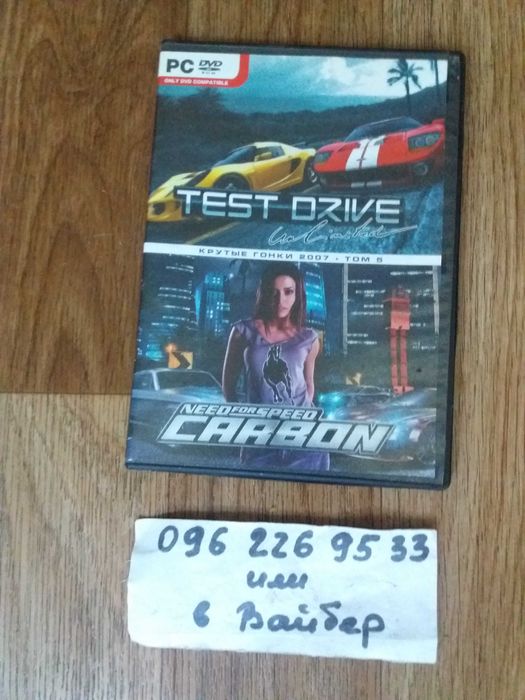 PC DVD
ROM
ONLY DVD COMPATIBLE
TEST DRIVE
Unlimited
КРУТЫЕ ГОНКИ 2007 • ТОМ 5
NEED FOR SPEED
CARBON
096 226 95 33
или
в Вайбер